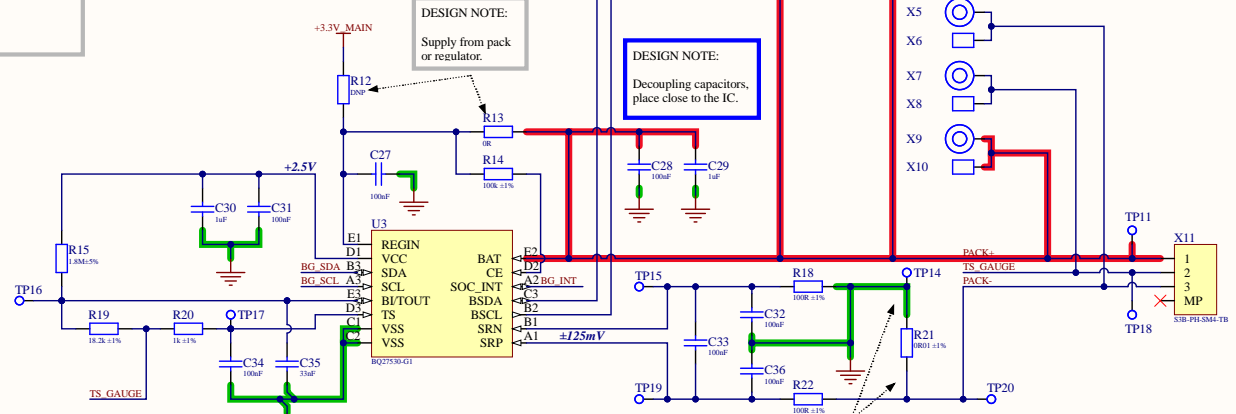 DESIGN NOTE:
Supply from pack
or regulator.
+3.3V_MAIN
R12
DNP
DESIGN NOTE:
Decoupling capacitors,
place close to the IC.
X5
X6
X7
X8
X9
X10
R13
0R
R14
100k ±1%
C27
100nF
C28
100nF
C29
1uF
+2.5V
C30
1uF
C31
100nF
R15
1.8M±5%
U3
E1
REGIN
D1
VCC
BG_SDA
B3
SDA
BG_SCL
A3
SCL
E3
BI/TOUT
D3
TS
C1
VSS
C2
VSS
BAT
E2
CE
D2
SOC_INT
A2
BG_INT
BSDA
C3
BSCL
B2
SRN
B1
SRP
A1
±125mV
BQ27530-G1
TP16
R19
18.2k ±1%
R20
1k ±1%
TP17
C34
100nF
C35
33nF
TS_GAUGE
TP15
R18
100R ±1%
TP14
C32
100nF
C33
100nF
C36
100nF
R21
0R01 ±1%
TP19
R22
100R ±1%
TP20
TP11
PACK+
TS_GAUGE
PACK-
X11
1
2
3
MP
S3B-PH-SM4-TB
TP18